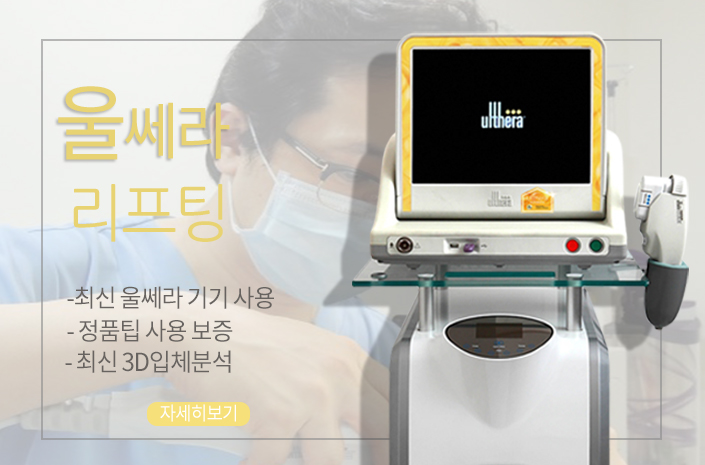 울쎄라
리프팅
-최신 울쎄라 기기 사용
- 정품팁 사용 보증
- 최신 3D입체분석
자세히보기
ulthera